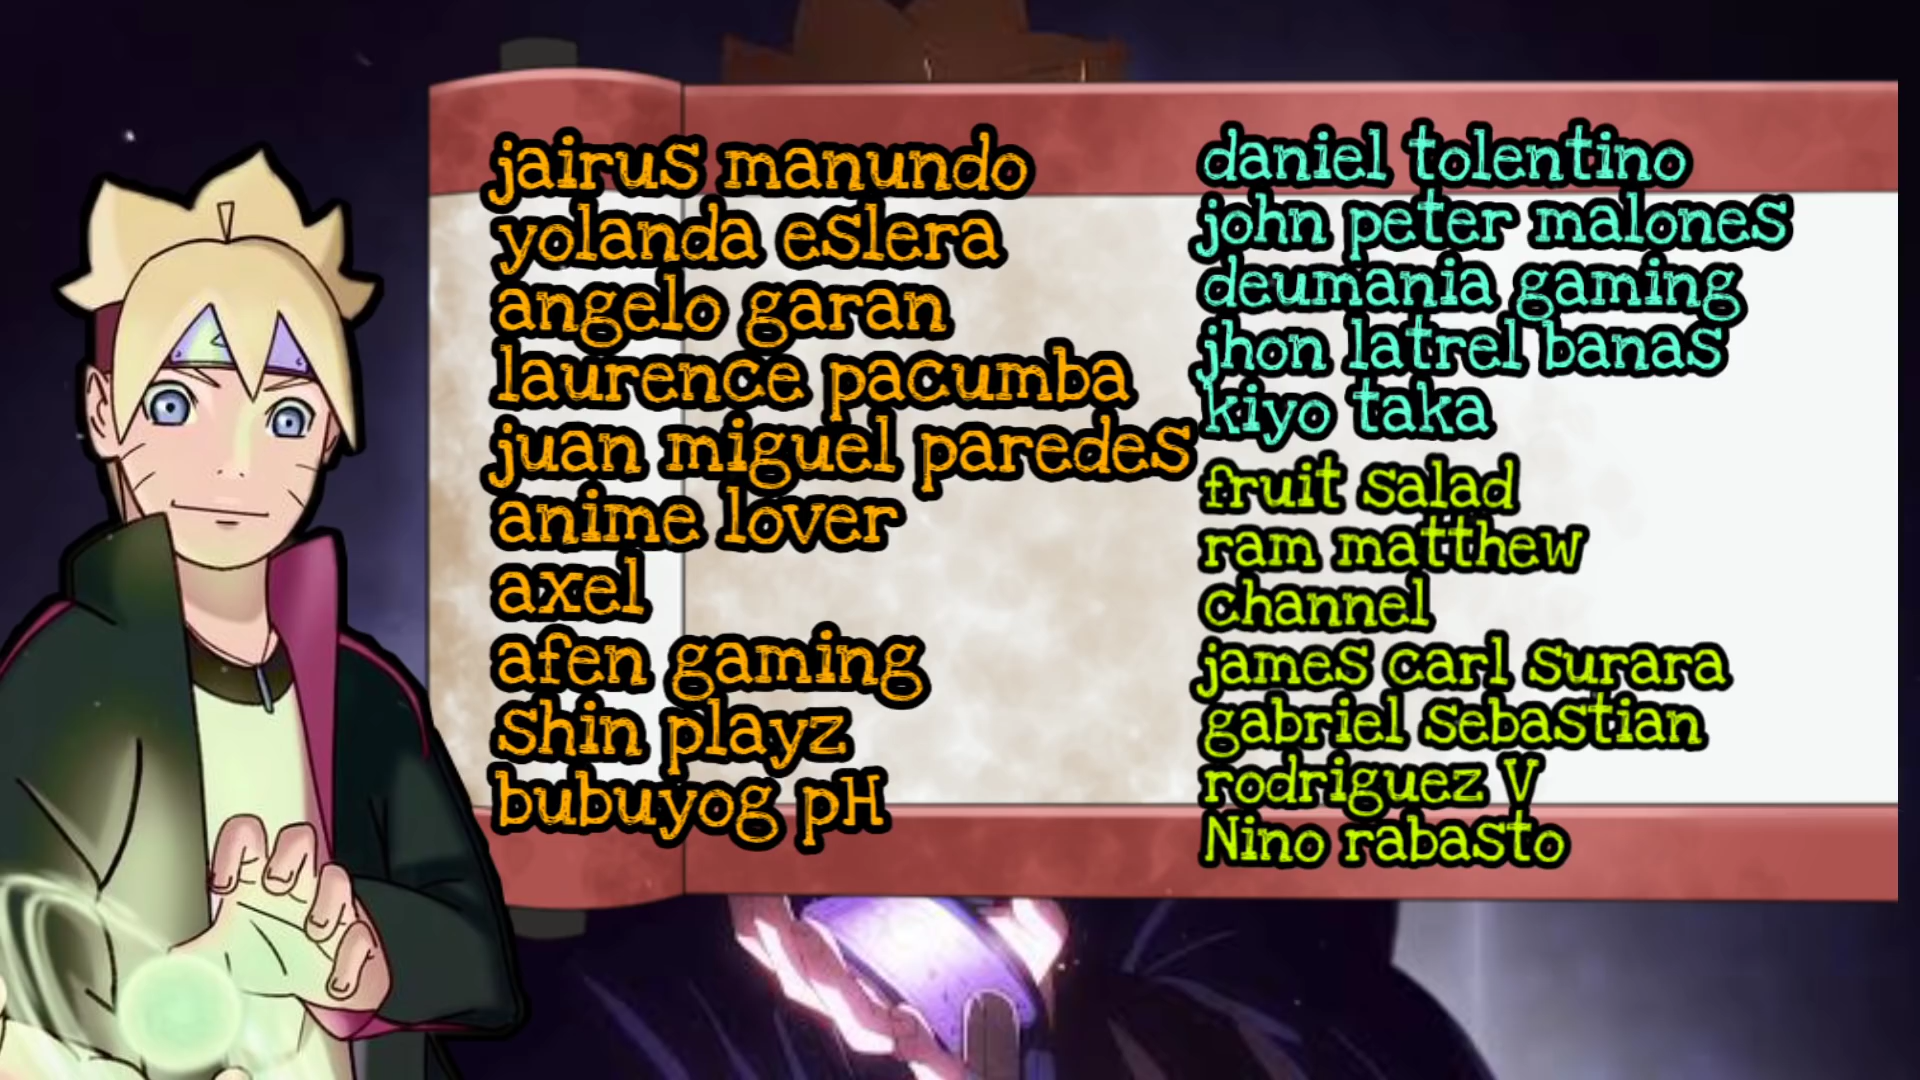 jairus manundo
yolanda eslera
angelo garan
laurence pacumba
juan miguel paredes
anime lover
axel
afen gaming
shin playz
bubuyog pH
daniel tolentino
john peter malones
deumania gaming
jhon latrel banas
kiyo taka
fruit salad
ram matthew
channel
james carl surara
gabriel sebastian
rodriguez V
Nino rabasto